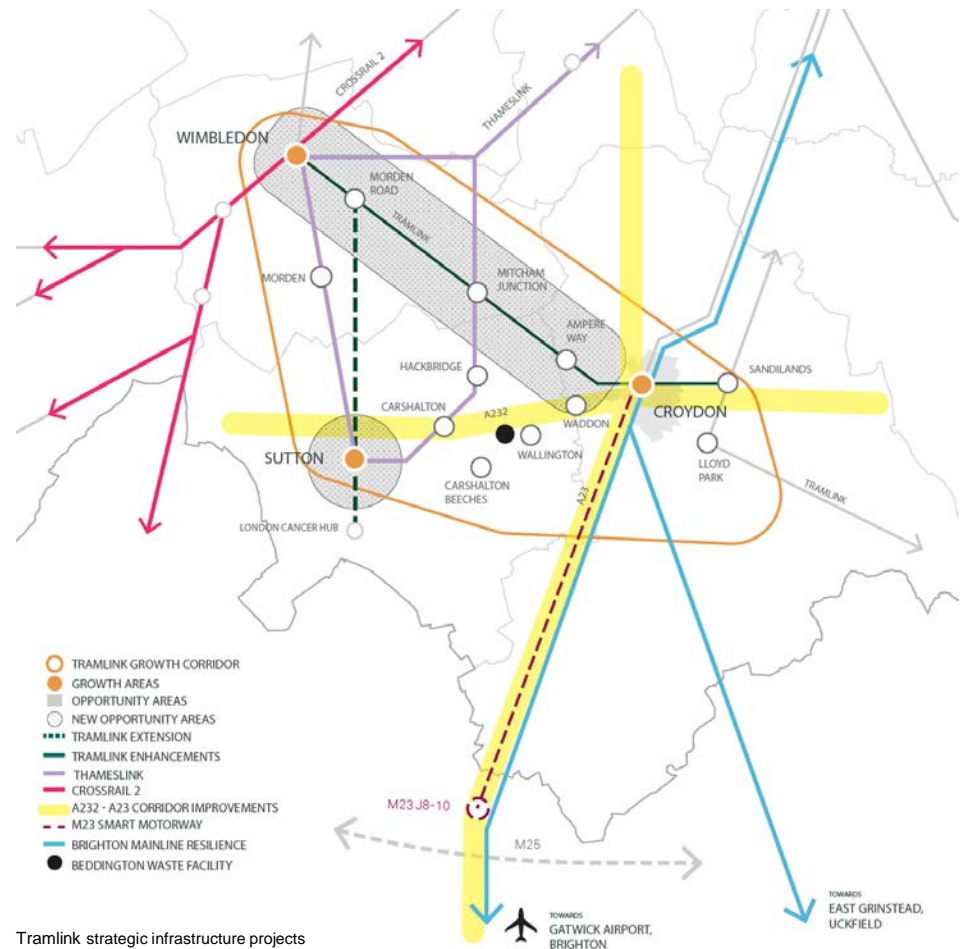 CROSSRAIL 2
THAMESLINK
WIMBLEDON
MORDEN
ROAD
TRAMLINK
MORDEN
MITCHAM
JUNCTION
AMPERE
WAY
HACKBRIDGE
SANDILANDS
CARSHALTON
A232
CROYDON
WADDON
SUTTON
WALLINGTON
LLOYD
PARK
CARSHALTON
BEECHES
A23
TRAMLINK
LONDON CANCER HUB
TRAMLINK GROWTH CORRIDOR
GROWTH AREAS
OPPORTUNITY AREAS
NEW OPPORTUNITY AREAS
TRAMLINK EXTENSION
TRAMLINK ENHANCEMENTS
THAMESLINK
CROSSRAIL 2
A232 - A23 CORRIDOR IMPROVEMENTS
M23 SMART MOTORWAY
BRIGHTON MAINLINE RESILIENCE
BEDDINGTON WASTE FACILITY
M23 J8-10
M25
TOWARDS
GATWICK AIRPORT,
BRIGHTON
TOWARDS
EAST GRINSTEAD,
UCKFIELD
Tramlink strategic infrastructure projects